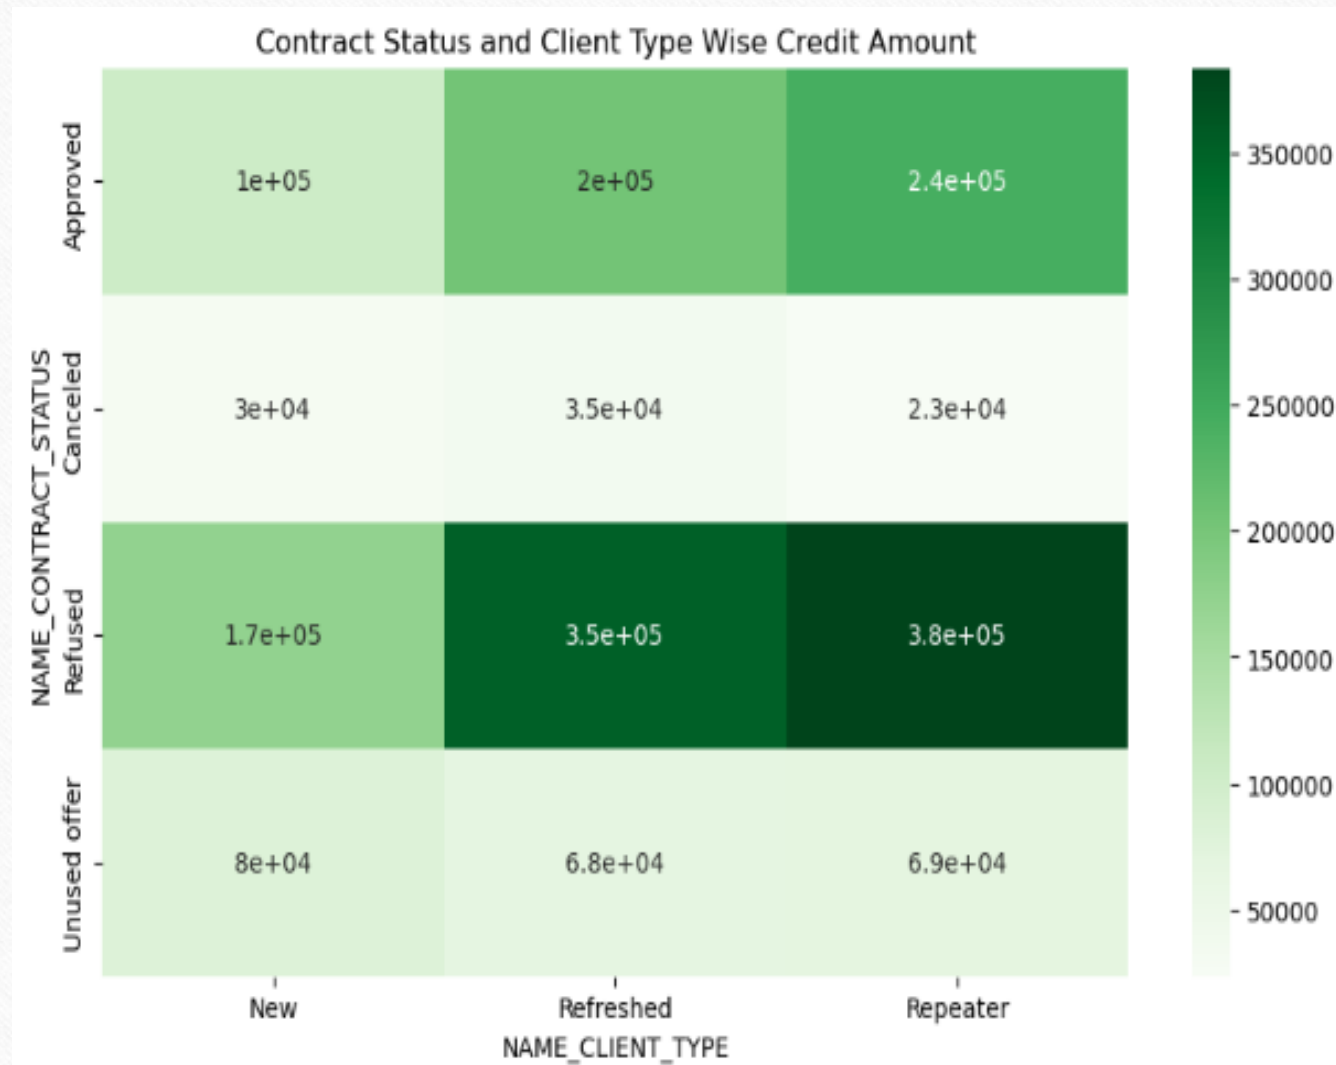 Contract Status and Client Type Wise Credit Amount
NAME_CONTRACT_STATUS
Approved
1e+05 2e+05 2.4e+05
Canceled
3e+04 3.5e+04 2.3e+04
Refused
1.7e+05 3.5e+05 3.8e+05
Unused offer
8e+04 6.8e+04 6.9e+04
New Refreshed Repeater
NAME_CLIENT_TYPE
350000
300000
250000
200000
150000
100000
50000